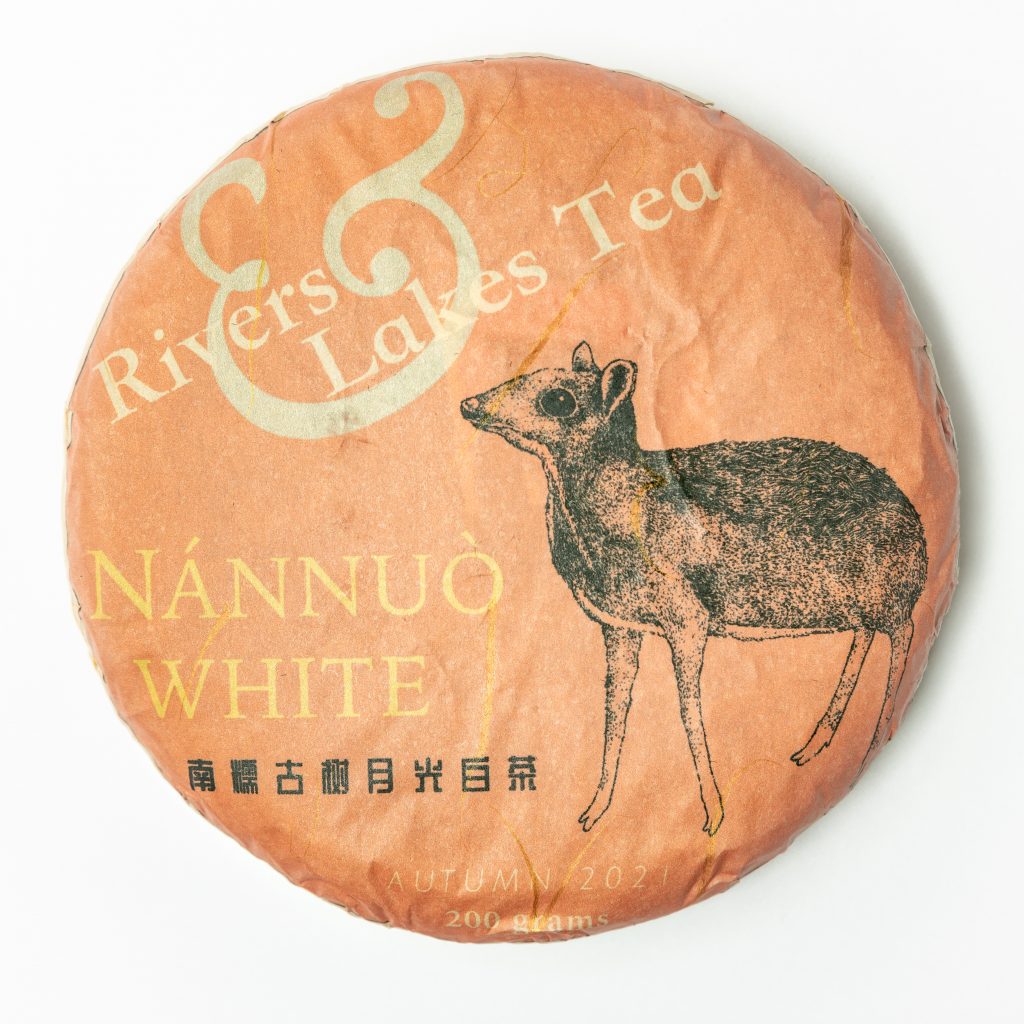 Rivers &
Lakes Tea
NÁNNUÒ
WHITE
南糯古树月光白茶
AUTUMN 2021
200 grams